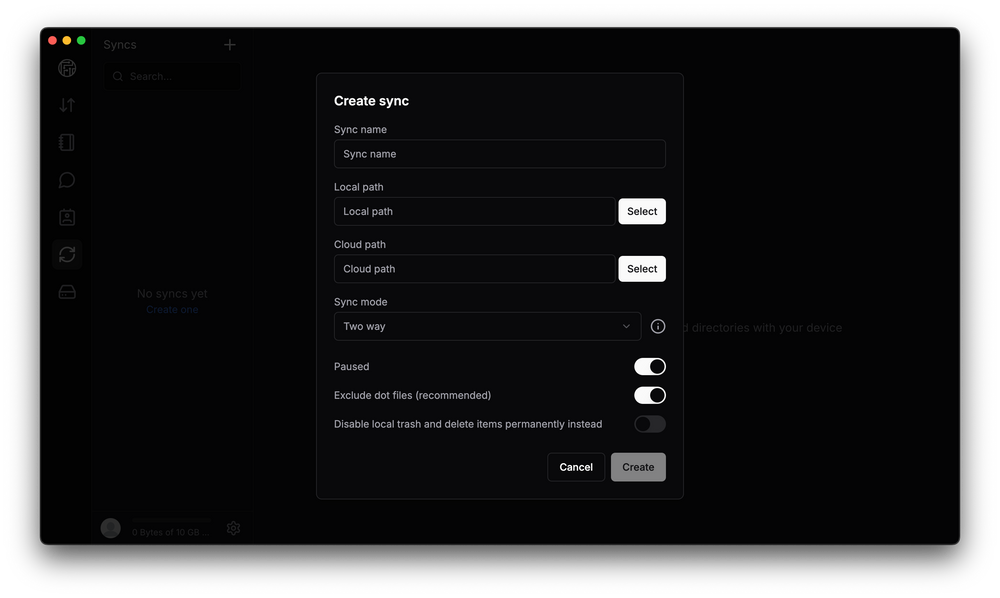 Syncs
Search...
No syncs yet
Create one
0 Bytes of 10 GB ...
Create sync
Sync name
Sync name
Local path
Local path
Select
Cloud path
Cloud path
Select
Sync mode
Two way
Paused
Exclude dot files (recommended)
Disable local trash and delete items permanently instead
Cancel
Create
directories with your device